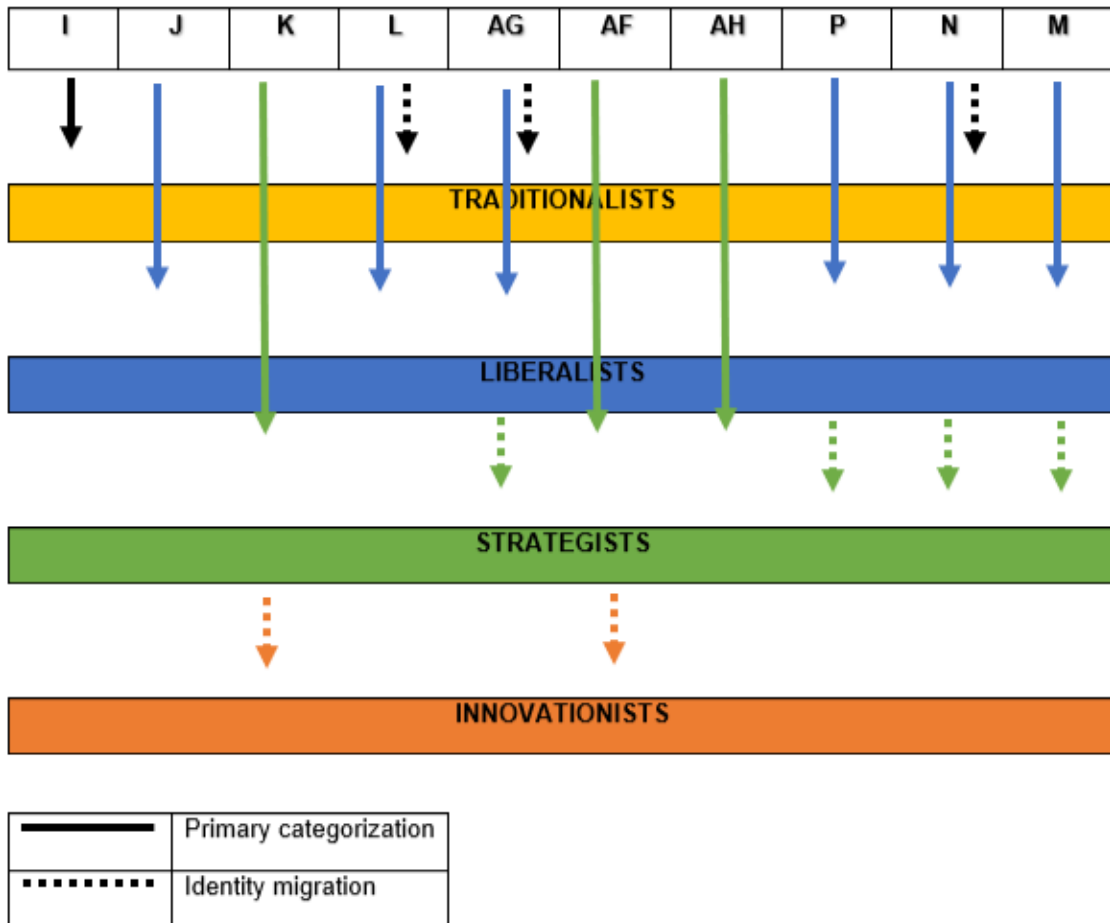 I J K L AG AF AH P N M
TRADITIONALISTS
LIBERALISTS
STRATEGISTS
INNOVATIONISTS
Primary categorization
Identity migration